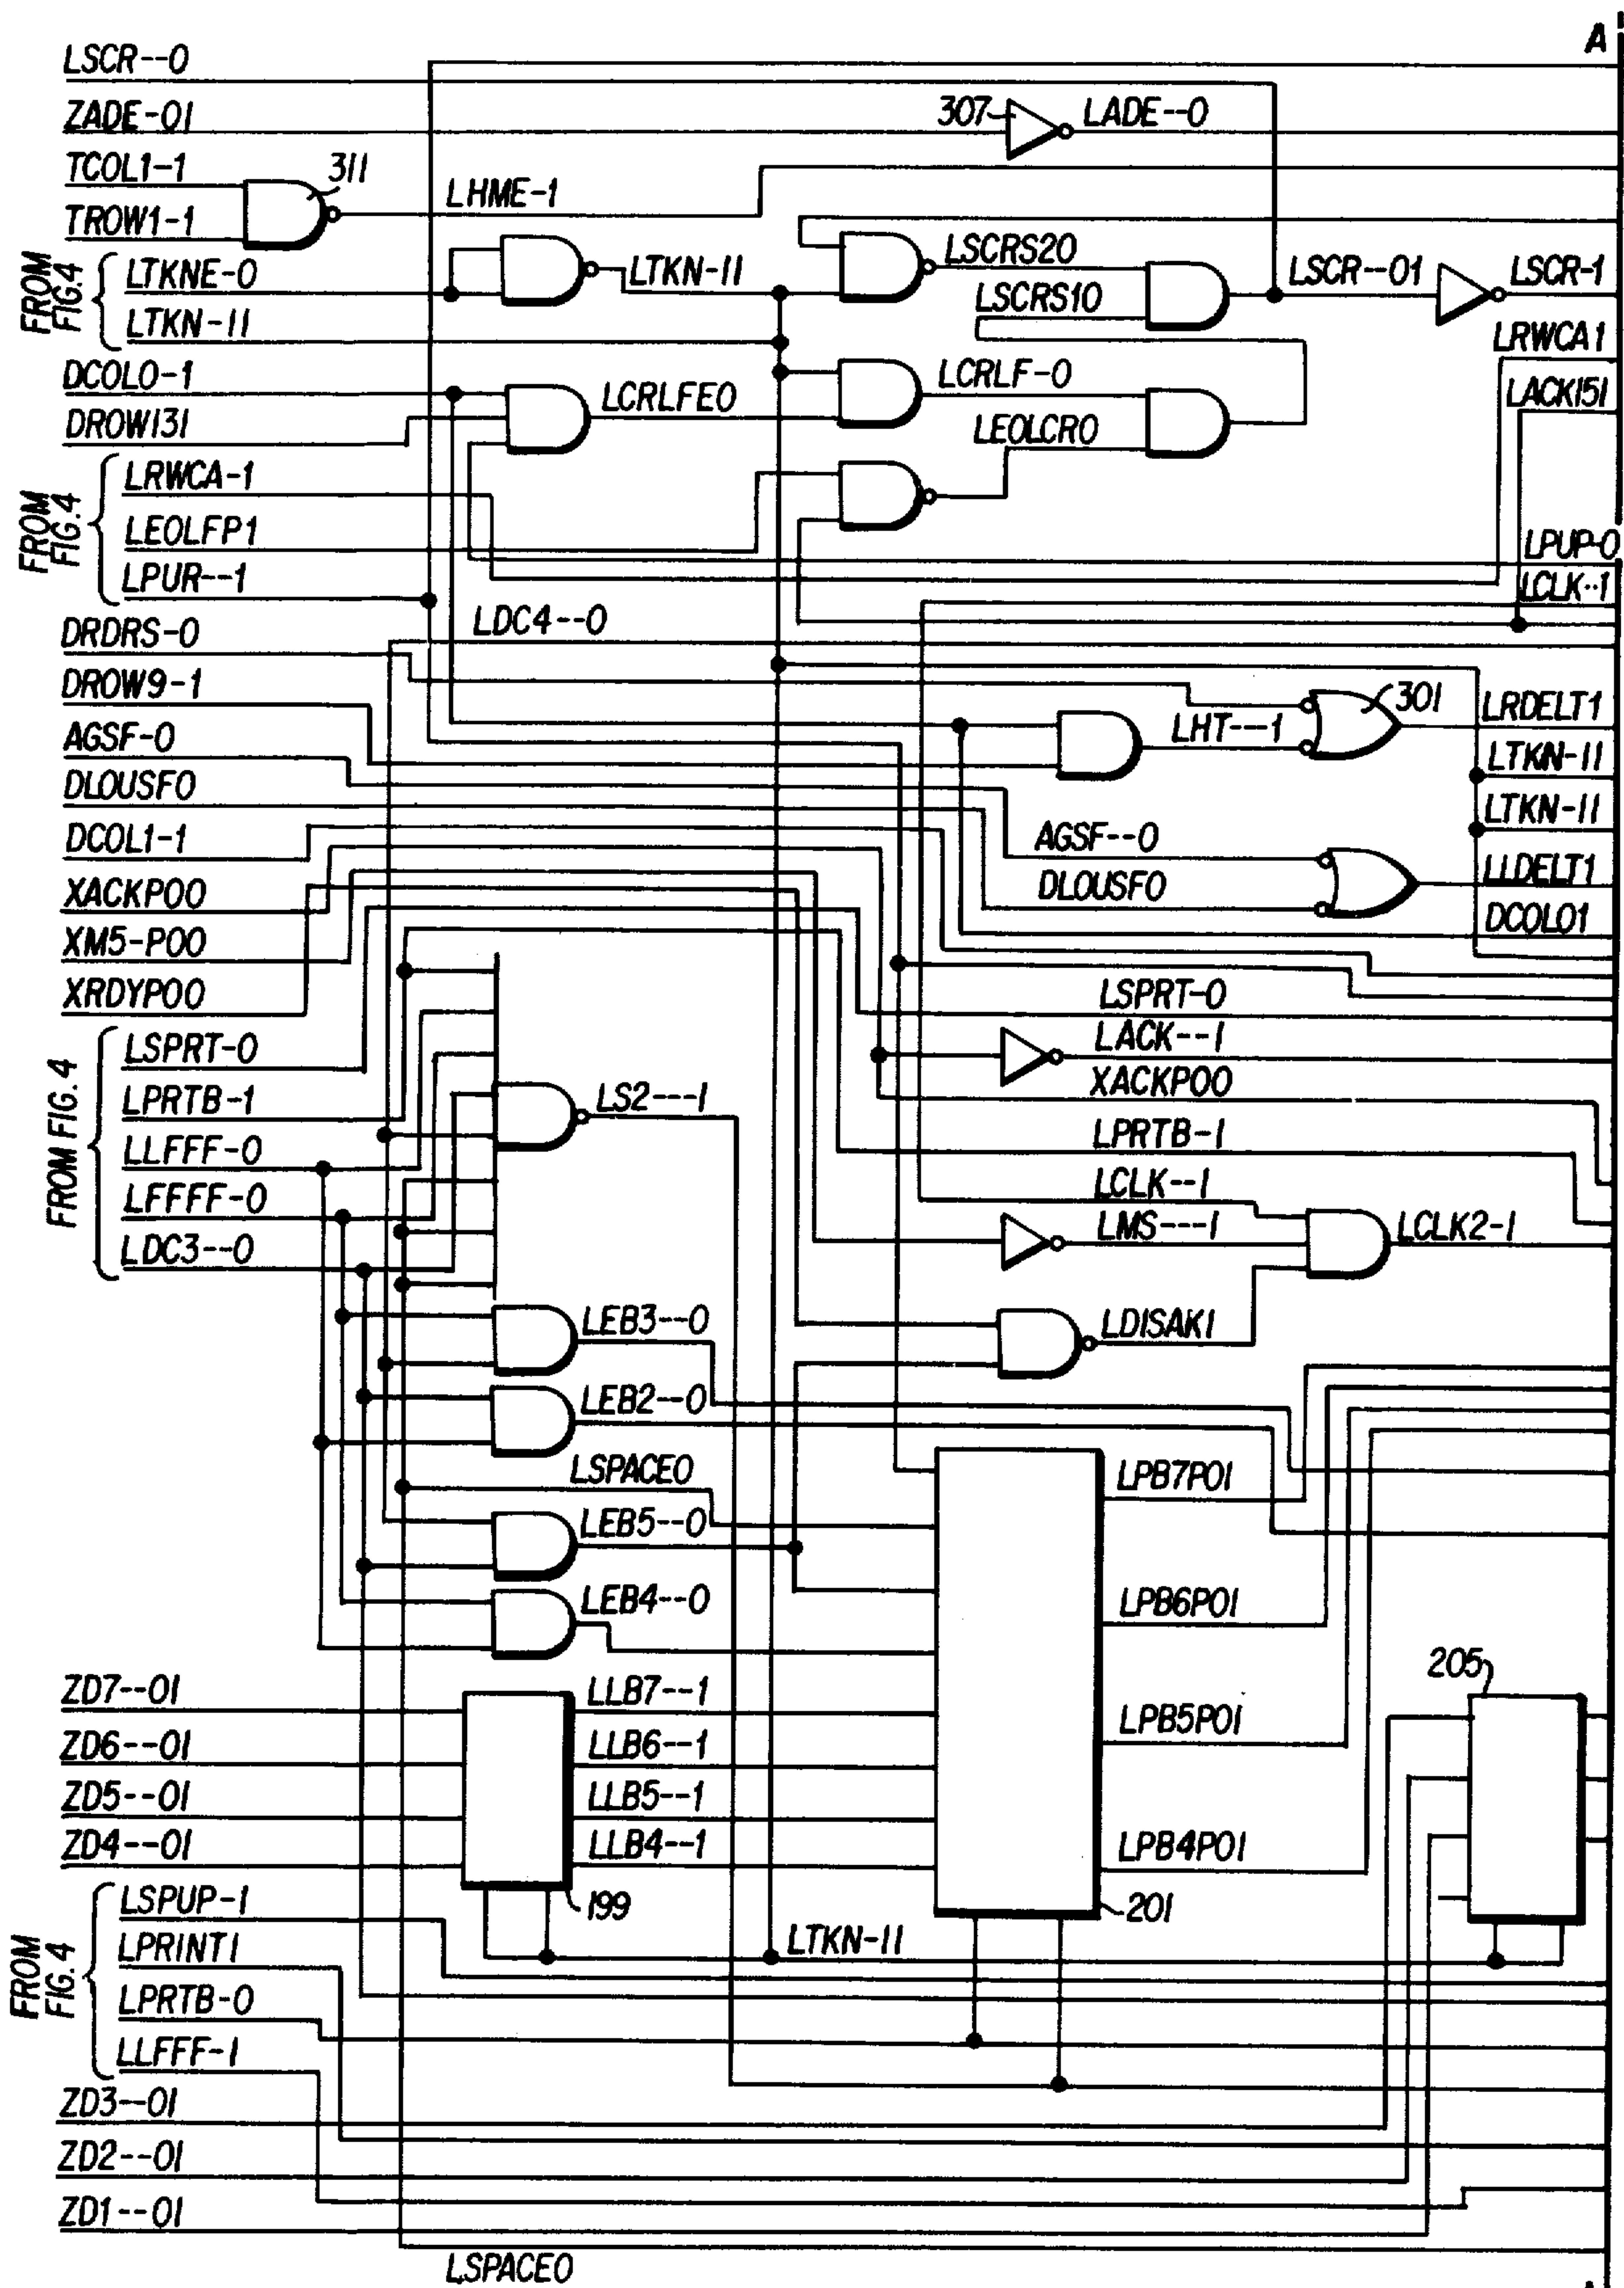 A
LSCR--0
ZADE-01
307
LADE--0
TCOL1-1
311
LHME-1
TROW1-1
FROM FIG.4
LTKNE-0
LTKN-11
LSCRS20
LSCRS10
LSCR--01
LSCR-1
LTKN-11
LRWCA1
DCOL0-1
LCRLFE0
LCRLF-0
LACK151
DROW131
LEOLCR0
FROM FIG.4
LRWCA-1
LEOLFP1
LPUP-0
LPUR--1
LCLK--1
DRDRS-0
LDC4--0
DROW9-1
301
LRDELT1
AGSF-0
LHT---1
LTKN-11
DLOUSF0
LTKN-11
DCOL1-1
AGSF--0
LLDELT1
XACKP00
DLOUSF0
DCOL01
XM5-P00
XRDYP00
LSPRT-0
FROM FIG. 4
LSPRT-0
LACK--1
LPRTB-1
LS2---1
XACKP00
LLFFF-0
LPRTB-1
LFFFF-0
LCLK--1
LDC3--0
LMS---1
LCLK2-1
LEB3--0
LDISAK1
LEB2--0
LSPACE0
LPB7P01
LEB5--0
LEB4--0
LPB6P01
205
ZD7--01
LLB7--1
LPB5P01
ZD6--01
LLB6--1
ZD5--01
LLB5--1
ZD4--01
LLB4--1
LPB4P01
FROM FIG.4
LSPUP-1
199
201
LPRINT1
LTKN-11
LPRTB-0
LLFFF-1
ZD3--01
ZD2--01
ZD1--01
LSPACE0